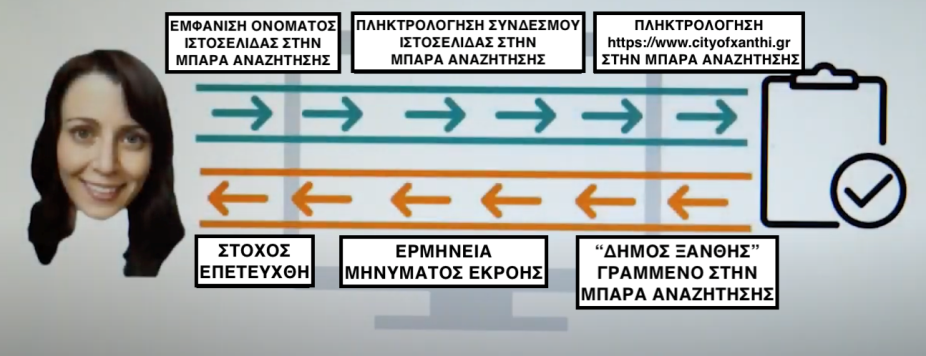 ΕΜΦΑΝΙΣΗ ΟΝΟΜΑΤΟΣ
ΙΣΤΟΣΕΛΙΔΑΣ ΣΤΗΝ
ΜΠΑΡΑ ΑΝΑΖΗΤΗΣΗΣ
ΠΛΗΚΤΡΟΛΟΓΗΣΗ ΣΥΝΔΕΣΜΟΥ
ΙΣΤΟΣΕΛΙΔΑΣ ΣΤΗΝ
ΜΠΑΡΑ ΑΝΑΖΗΤΗΣΗΣ
ΠΛΗΚΤΡΟΛΟΓΗΣΗ
https://www.cityofxanthi.gr
ΣΤΗΝ ΜΠΑΡΑ ΑΝΑΖΗΤΗΣΗΣ
ΣΤΟΧΟΣ
ΕΠΕΤΕΥΧΘΗ
ΕΡΜΗΝΕΙΑ
ΜΗΝΥΜΑΤΟΣ ΕΚΡΟΗΣ
“ΔΗΜΟΣ ΞΑΝΘΗΣ”
ΓΡΑΜΜΕΝΟ ΣΤΗΝ
ΜΠΑΡΑ ΑΝΑΖΗΤΗΣΗΣ